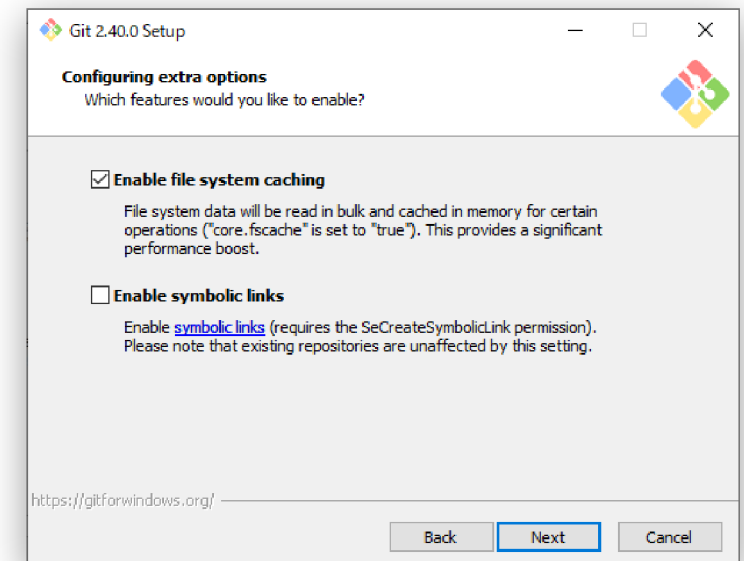 Git 2.40.0 Setup
Configuring extra options
Which features would you like to enable?
Enable file system caching
File system data will be read in bulk and cached in memory for certain
operations ("core.fscache" is set to "true"). This provides a significant
performance boost.
Enable symbolic links
Enable symbolic links (requires the SeCreateSymbolicLink permission).
Please note that existing repositories are unaffected by this setting.
https://gitforwindows.org/
Back Next Cancel